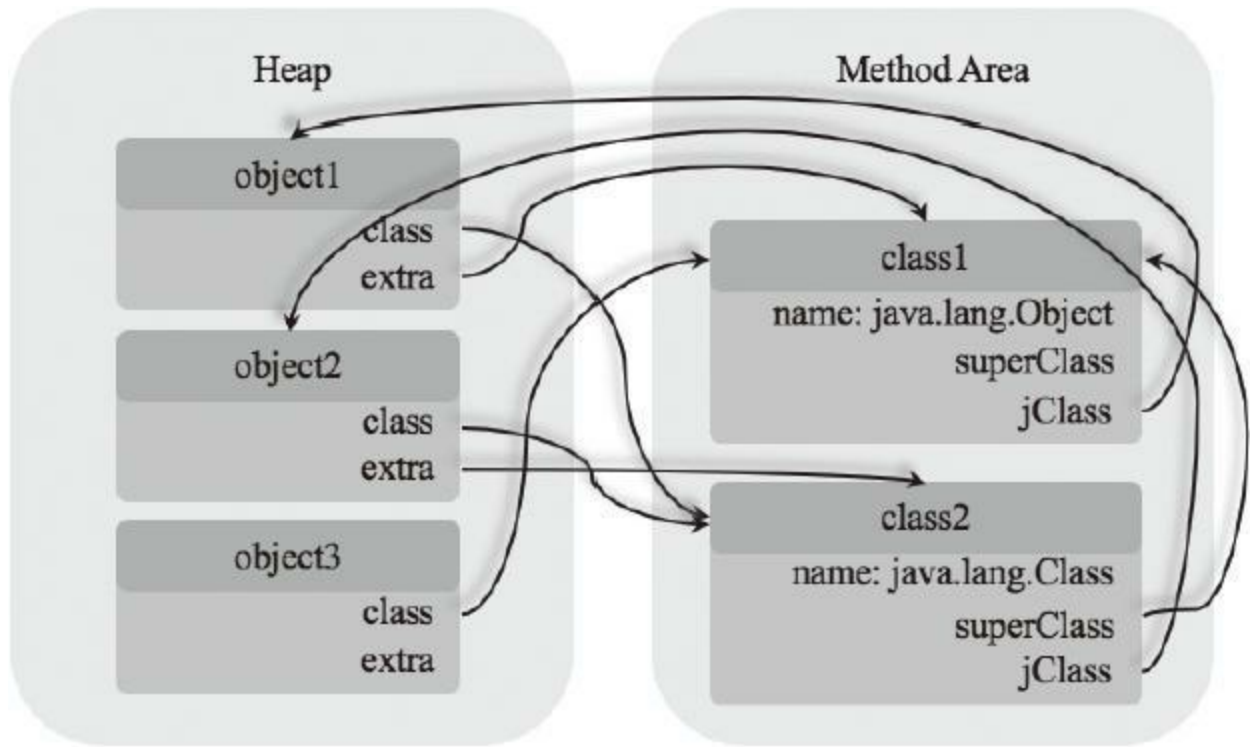 Heap
object1
class
extra
object2
class
extra
object3
class
extra
Method Area
class1
name: java.lang.Object
superClass
jClass
class2
name: java.lang.Class
superClass
jClass